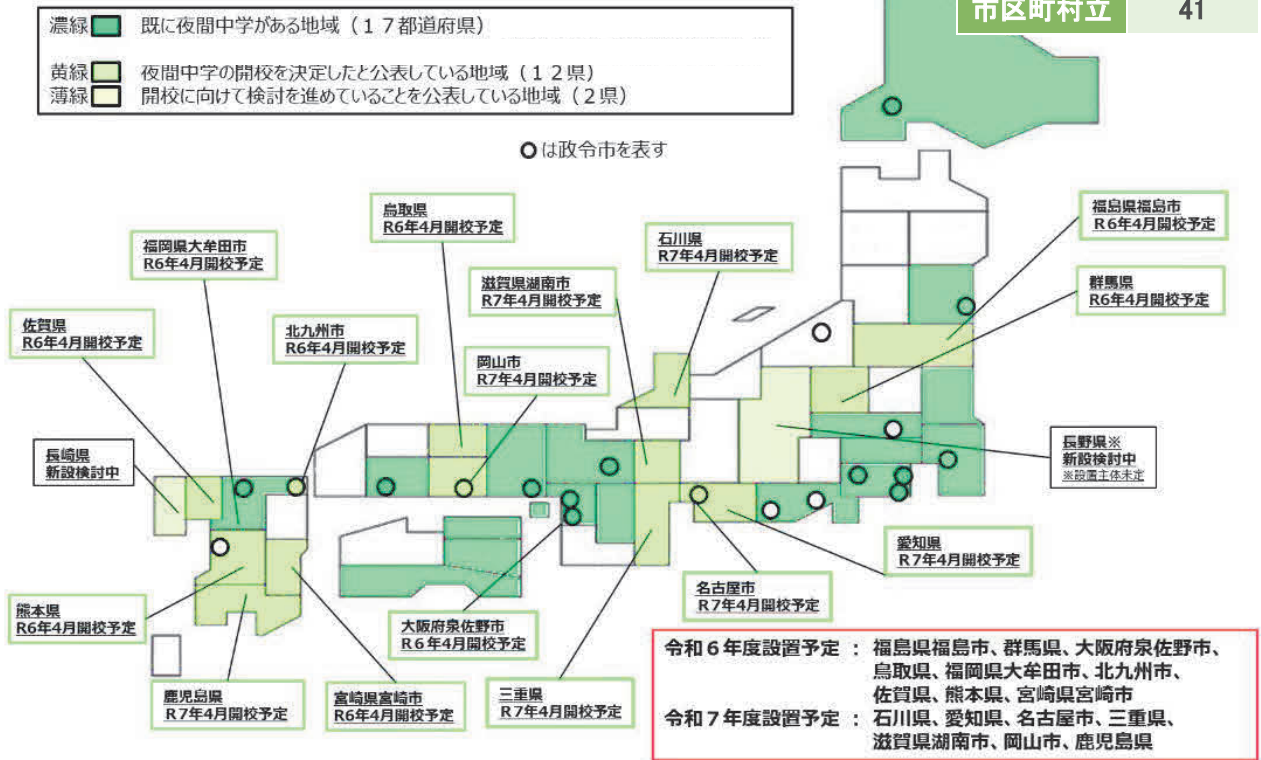 市区町村立 41
濃緑 既に夜間中学がある地域（１７都道府県）
黄緑 夜間中学の開校を決定したと公表している地域（１２県）
薄緑 開校に向けて検討を進めていることを公表している地域（２県）
は政令市を表す
鳥取県
R6年4月開校予定
福島県福島市
R6年4月開校予定
福岡県大牟田市
R6年4月開校予定
石川県
R7年4月開校予定
滋賀県湖南市
R7年4月開校予定
群馬県
R6年4月開校予定
佐賀県
R6年4月開校予定
北九州市
R6年4月開校予定
岡山市
R7年4月開校予定
長崎県
新設検討中
長野県※
新設検討中
※設置主体未定
愛知県
R7年4月開校予定
名古屋市
R7年4月開校予定
熊本県
R6年4月開校予定
大阪府泉佐野市
R6年4月開校予定
鹿児島県
R7年4月開校予定
宮崎県宮崎市
R6年4月開校予定
三重県
R7年4月開校予定
令和６年度設置予定 ： 福島県福島市、群馬県、大阪府泉佐野市、
鳥取県、福岡県大牟田市、北九州市、
佐賀県、熊本県、宮崎県宮崎市
令和７年度設置予定 ： 石川県、愛知県、名古屋市、三重県、
滋賀県湖南市、岡山市、鹿児島県